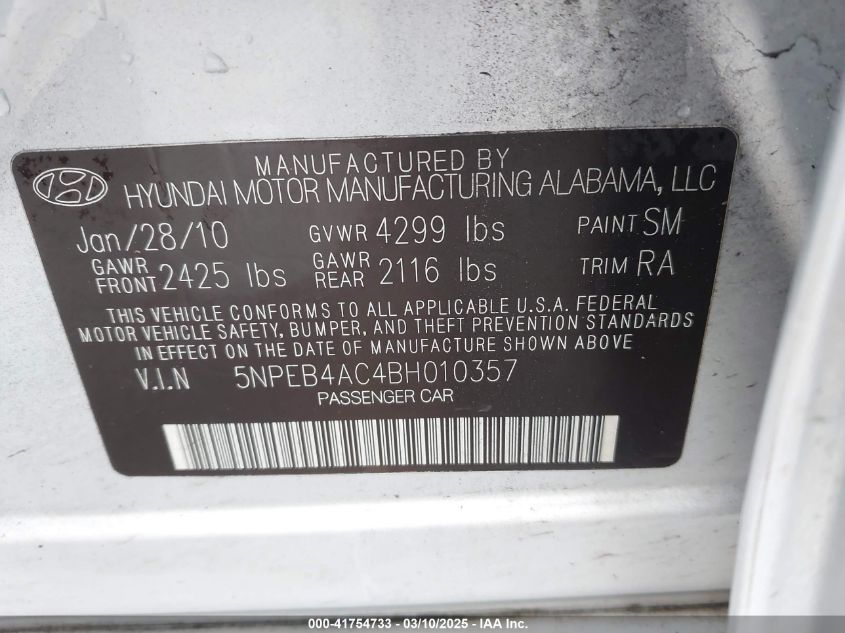 MANUFACTURED BY
HYUNDAI MOTOR MANUFACTURING ALABAMA, LLC
Jan/28/10 GVWR 4299 lbs PAINT SM
GAWR FRONT 2425 lbs GAWR REAR 2116 lbs TRIM RA
THIS VEHICLE CONFORMS TO ALL APPLICABLE U.S.A. FEDERAL
MOTOR VEHICLE SAFETY, BUMPER, AND THEFT PREVENTION STANDARDS
IN EFFECT ON THE DATE OF MANUFACTURE SHOWN ABOVE
V.I.N 5NPEB4AC4BH010357
PASSENGER CAR
000-41754733 - 03/10/2025 - IAA Inc.